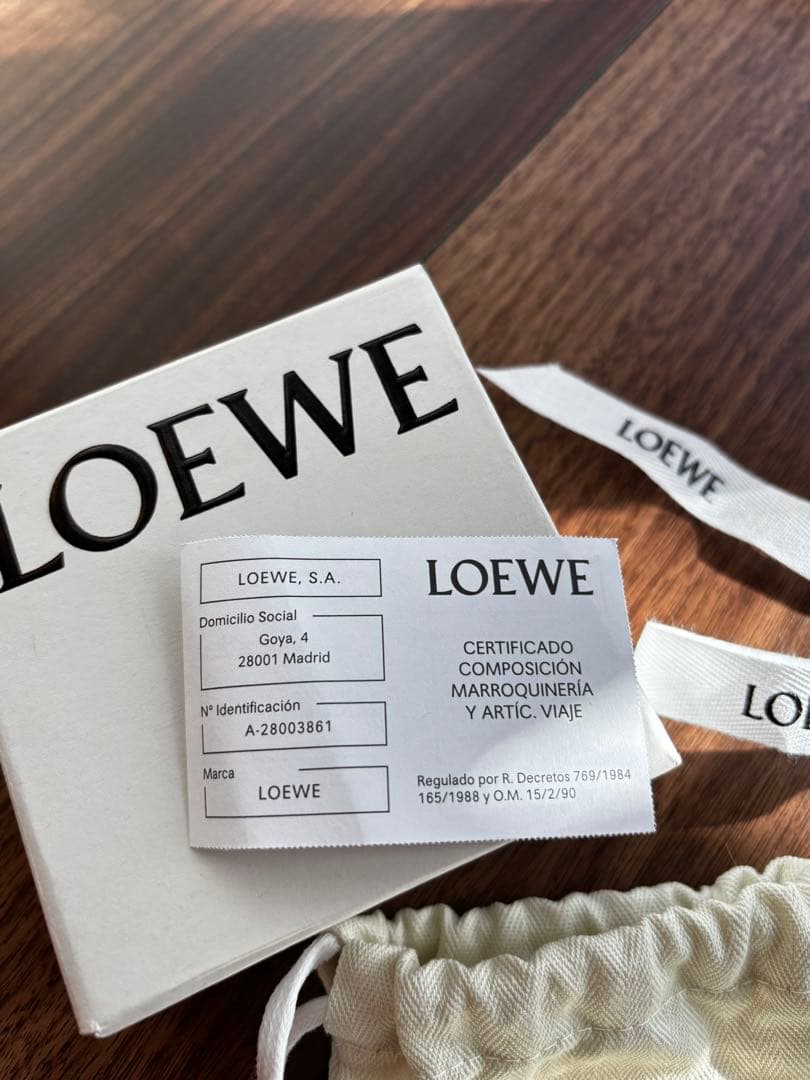 LOEWE
LOEWE
LOEWE, S.A.
Domicilio Social
Goya, 4
28001 Madrid
Nº Identificación
A-28003861
Marca
LOEWE
LOEWE
CERTIFICADO
COMPOSICIÓN
MARROQUINERÍA
Y ARTÍC. VIAJE
Regulado por R. Decretos 769/1984
165/1988 y O.M. 15/2/90
LOE